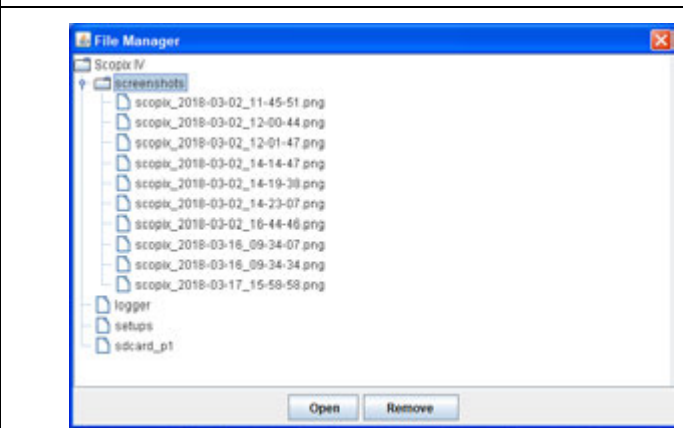 File Manager
Scopix IV
screenshots
scopix_2018-03-02_11-45-51.png
scopix_2018-03-02_12-00-44.png
scopix_2018-03-02_12-01-47.png
scopix_2018-03-02_14-14-47.png
scopix_2018-03-02_14-19-38.png
scopix_2018-03-02_14-23-07.png
scopix_2018-03-02_16-44-46.png
scopix_2018-03-16_09-34-07.png
scopix_2018-03-16_09-34-34.png
scopix_2018-03-17_15-58-58.png
logger
setups
sdcard_p1
Open Remove